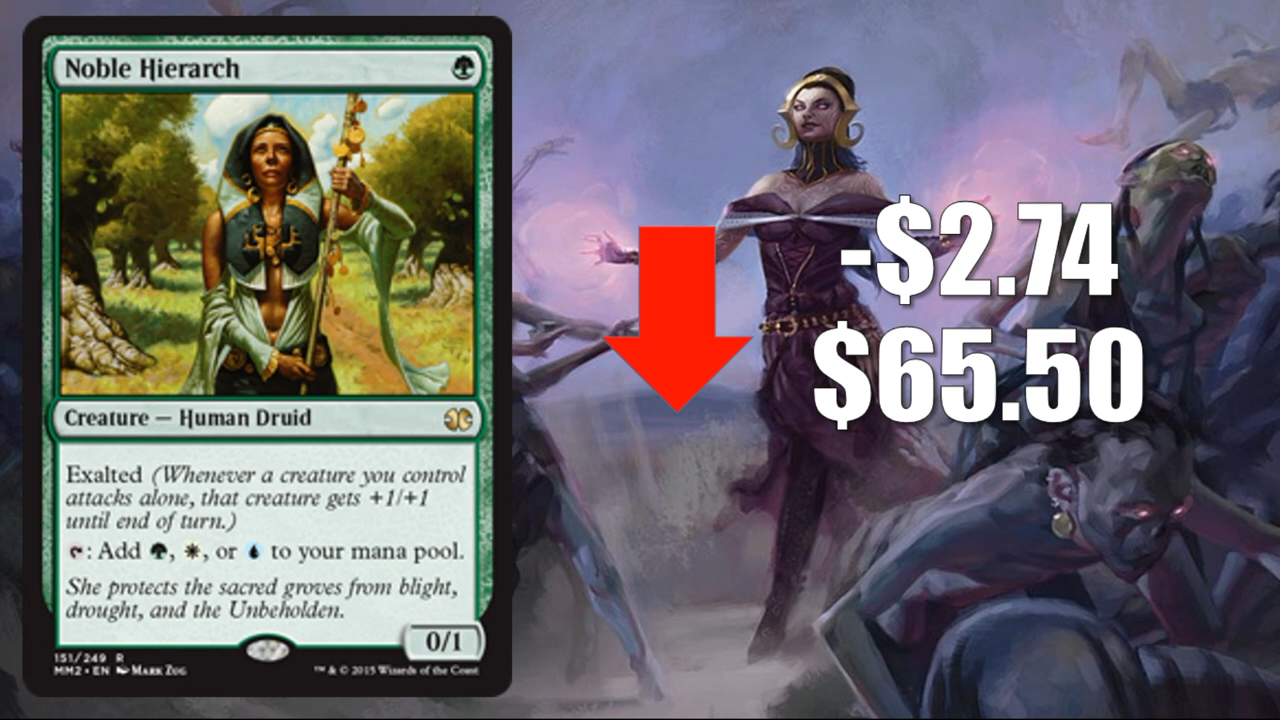 Noble Hierarch
Creature — Human Druid
Exalted (Whenever a creature you control
attacks alone, that creature gets +1/+1
until end of turn.)
: Add , , or to your mana pool.
She protects the sacred groves from blight,
drought, and the Unbeholden.
0/1
151/249 R
MM2 • EN Mark Zug
™ & © 2015 Wizards of the Coast
-$2.74
$65.50